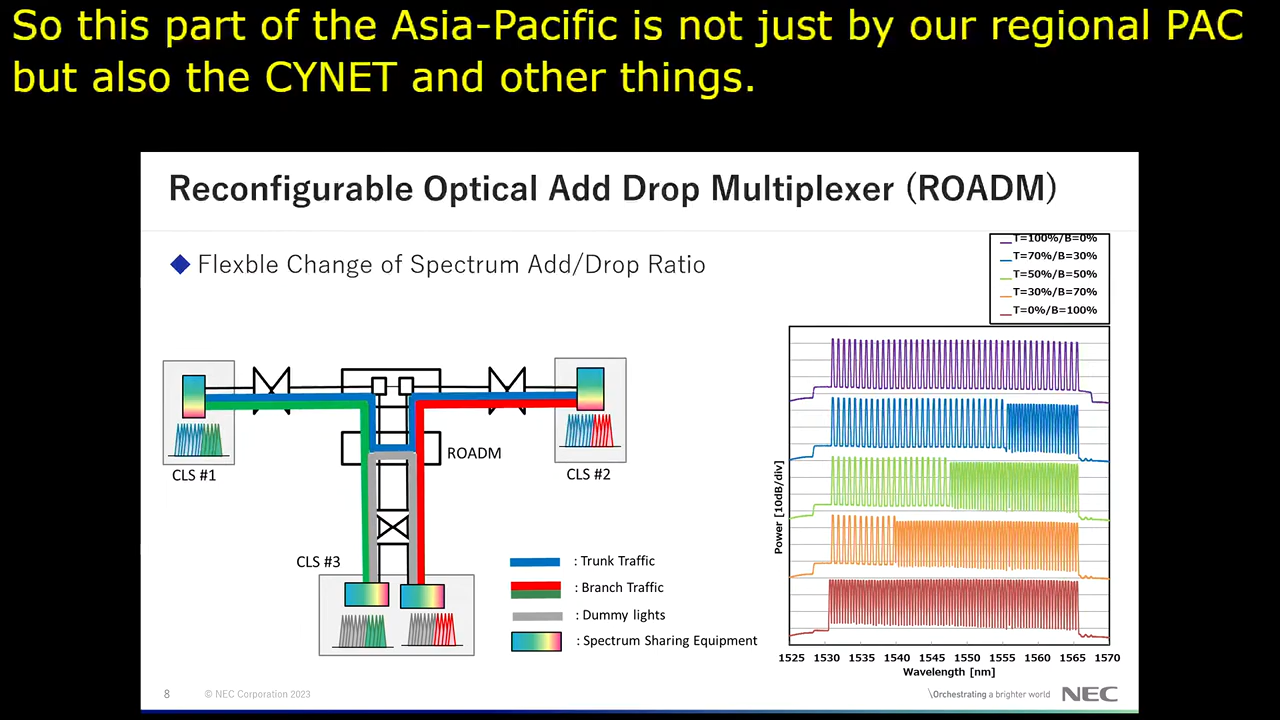 So this part of the Asia-Pacific is not just by our regional PAC
but also the CYNET and other things.
Reconfigurable Optical Add Drop Multiplexer (ROADM)
Flexble Change of Spectrum Add/Drop Ratio
T=100%/B=0%
T=70%/B=30%
T=50%/B=50%
T=30%/B=70%
T=0%/B=100%
ROADM
CLS #1
CLS #2
CLS #3
: Trunk Traffic
: Branch Traffic
: Dummy lights
: Spectrum Sharing Equipment
Power [10dB/div]
1525 1530 1535 1540 1545 1550 1555 1560 1565 1570
Wavelength [nm]
8 © NEC Corporation 2023
\Orchestrating a brighter world NEC